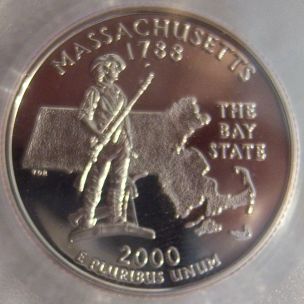 MASSACHUSETTS
1788
THE
BAY
STATE
2000
E PLURIBUS UNUM